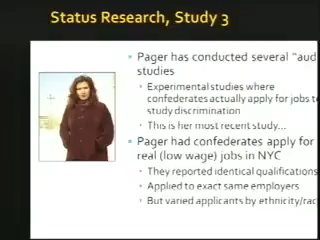 Status Research, Study 3
Pager has conducted several "aud
studies
Experimental studies where
confederates actually apply for jobs t
study discrimination
This is her most recent study...
Pager had confederates apply for
real (low wage) jobs in NYC
They reported identical qualifications
Applied to exact same employers
But varied applicants by ethnicity/rac